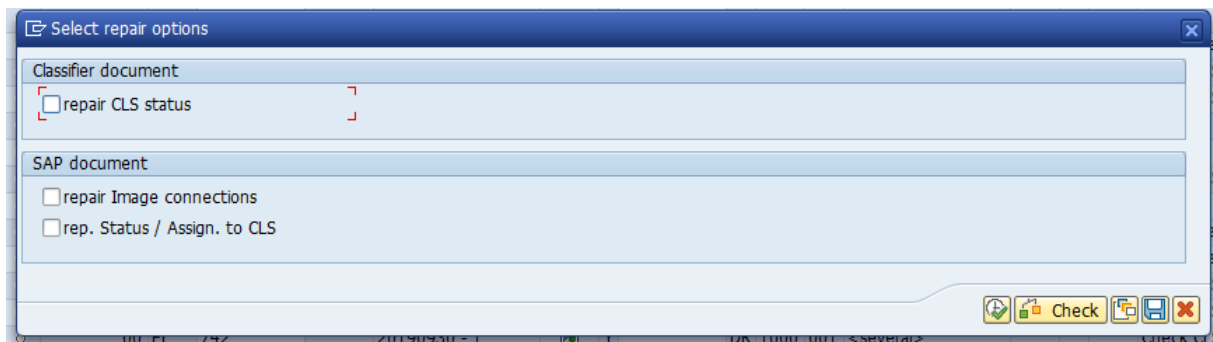 Select repair options
Classifier document
repair CLS status
SAP document
repair Image connections
rep. Status / Assign. to CLS
Check